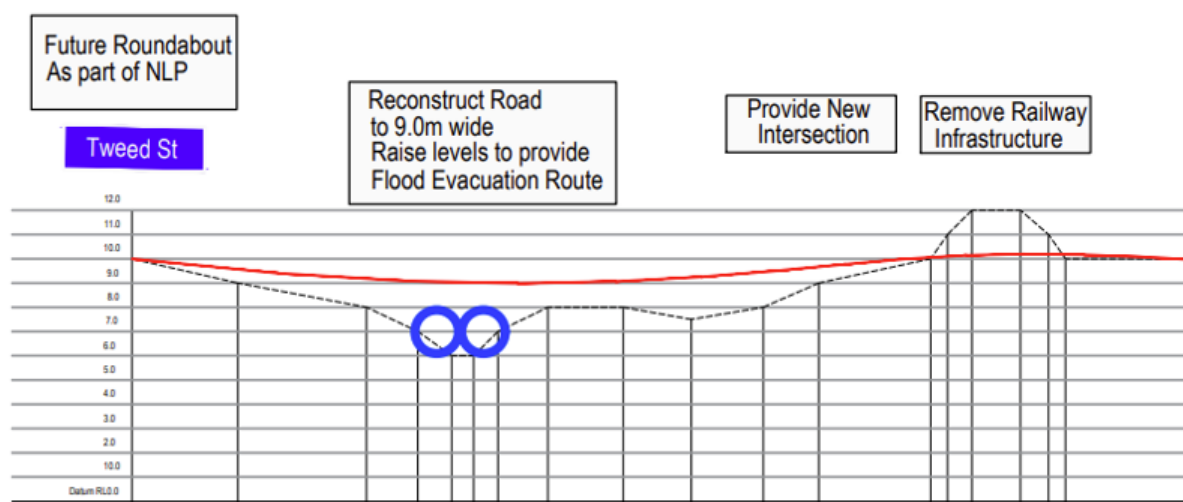 Future Roundabout
As part of NLP
Tweed St
Reconstruct Road
to 9.0m wide
Raise levels to provide
Flood Evacuation Route
Provide New
Intersection
Remove Railway
Infrastructure
12.0
11.0
10.0
9.0
8.0
7.0
6.0
5.0
4.0
3.0
2.0
10.0
Datum RL0.0